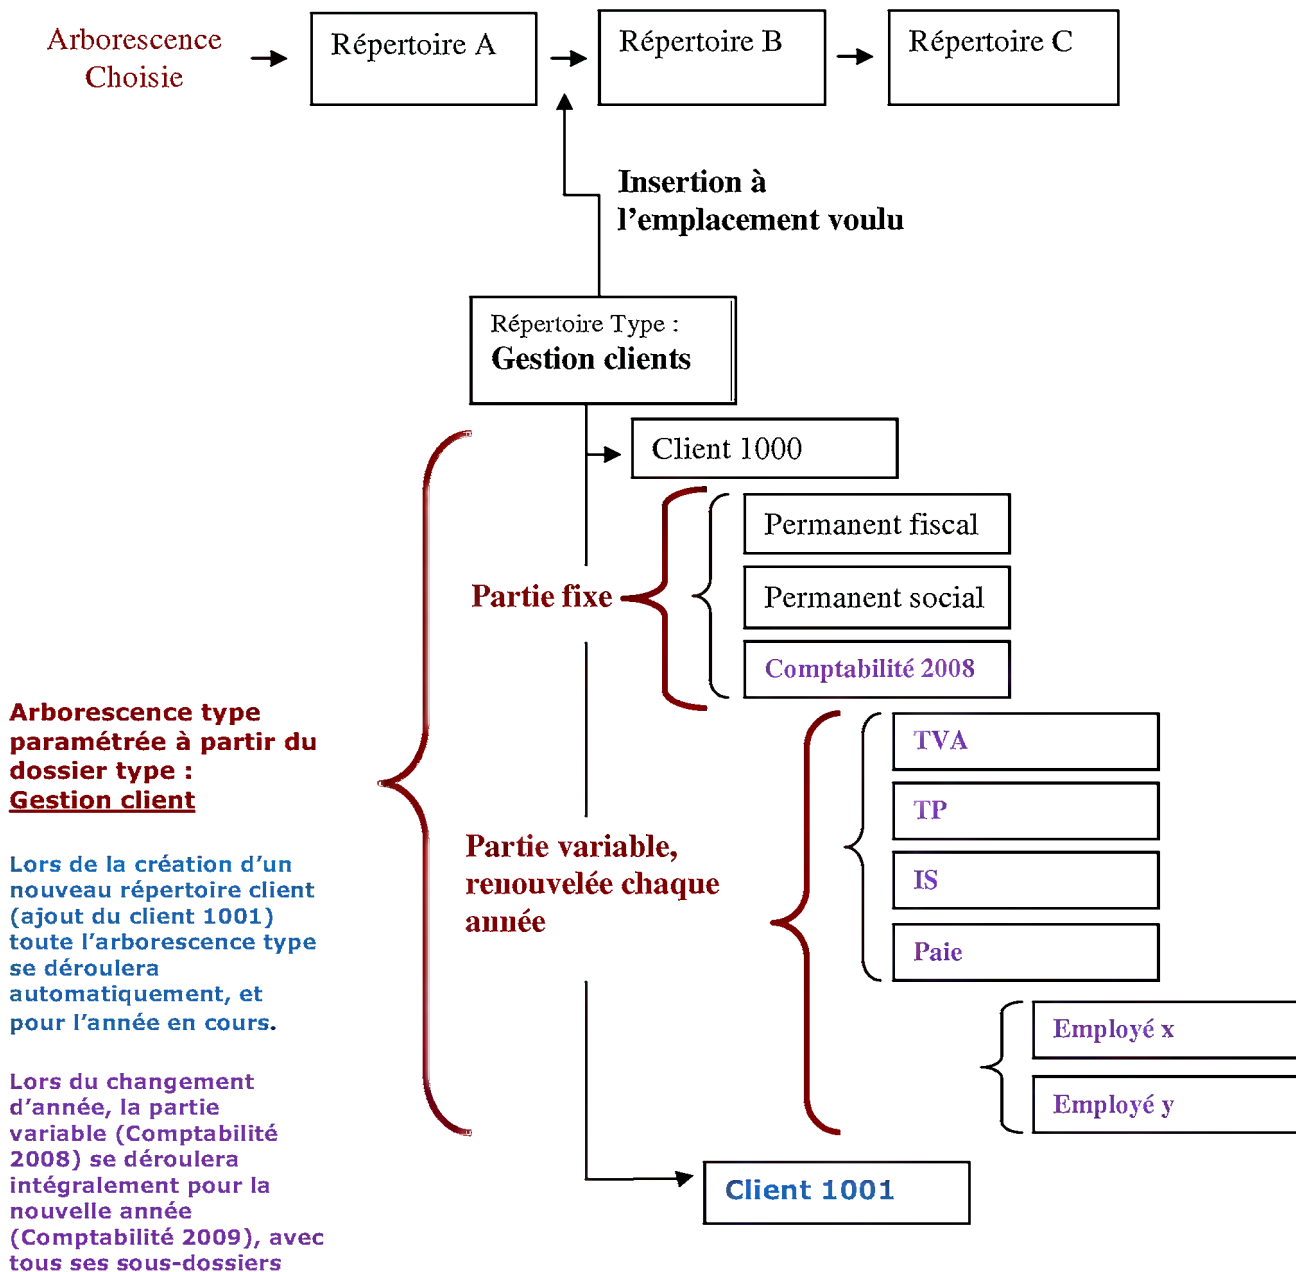 Arborescence
Choisie
Répertoire A
Répertoire B
Répertoire C
Insertion à
l’emplacement voulu
Répertoire Type :
Gestion clients
Client 1000
Permanent fiscal
Partie fixe
Permanent social
Comptabilité 2008
Arborescence type
paramétrée à partir du
dossier type :
Gestion client
TVA
TP
Partie variable,
renouvelée chaque
année
IS
Paie
Lors de la création d’un
nouveau répertoire client
(ajout du client 1001)
toute l’arborescence type
se déroulera
automatiquement, et
pour l’année en cours.
Employé x
Employé y
Lors du changement
d’année, la partie
variable (Comptabilité
2008) se déroulera
intégralement pour la
nouvelle année
(Comptabilité 2009), avec
tous ses sous-dossiers
Client 1001